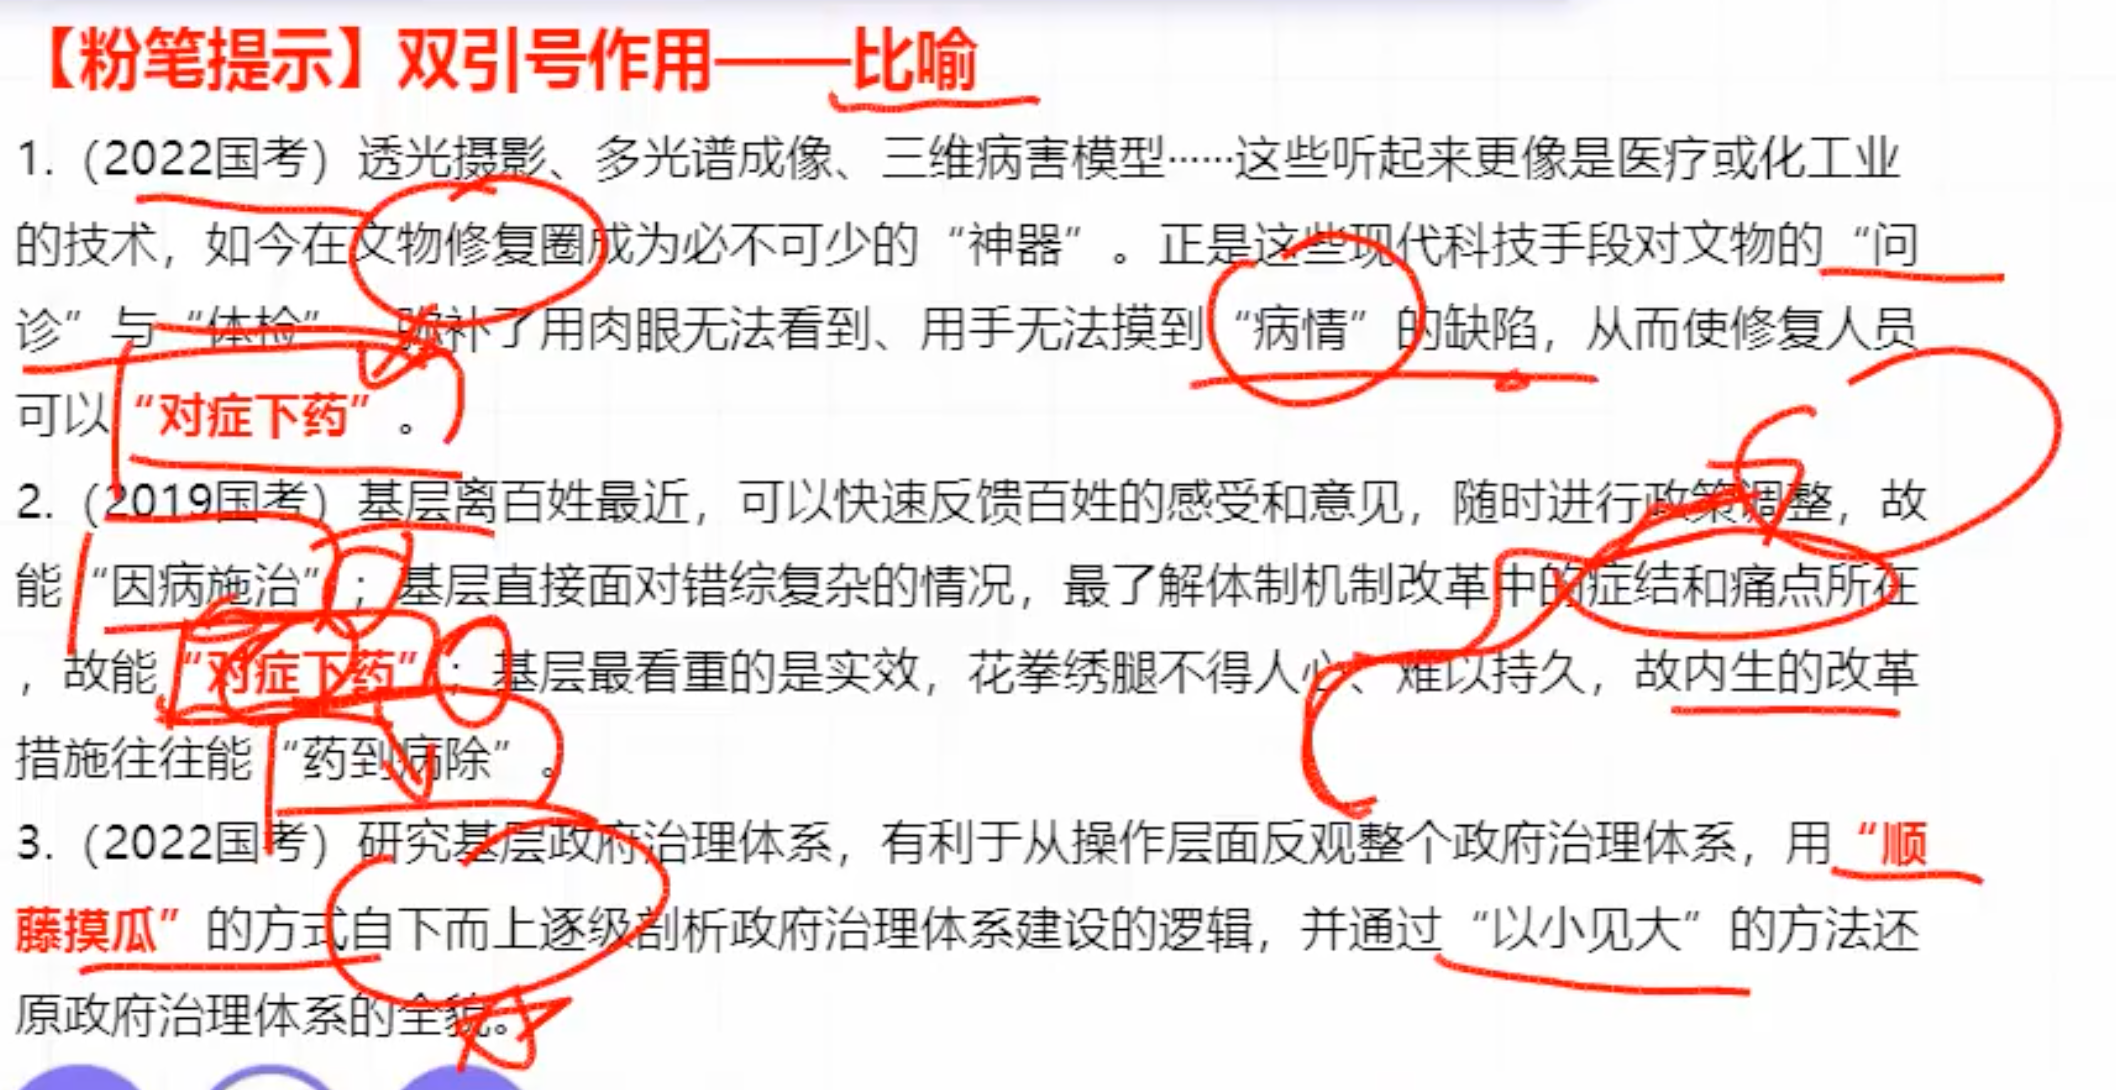 【粉笔提示】双引号作用——比喻
1.（2022国考）透光摄影、多光谱成像、三维病害模型……这些听起来更像是医疗或化工业
的技术，如今在文物修复圈成为必不可少的“神器”。正是这些现代科技手段对文物的“问
诊”与“体检”，弥补了用肉眼无法看到、用手无法摸到“病情”的缺陷，从而使修复人员
可以“对症下药”。
2.（2019国考）基层离百姓最近，可以快速反馈百姓的感受和意见，随时进行政策调整，故
能“因病施治”；基层直接面对错综复杂的情况，最了解体制机制改革中的症结和痛点所在
，故能“对症下药”；基层最看重的是实效，花拳绣腿不得人心、难以持久，故内生的改革
措施往往能“药到病除”。
3.（2022国考）研究基层政府治理体系，有利于从操作层面反观整个政府治理体系，用“顺
藤摸瓜”的方式自下而上逐级剖析政府治理体系建设的逻辑，并通过“以小见大”的方法还
原政府治理体系的全貌。